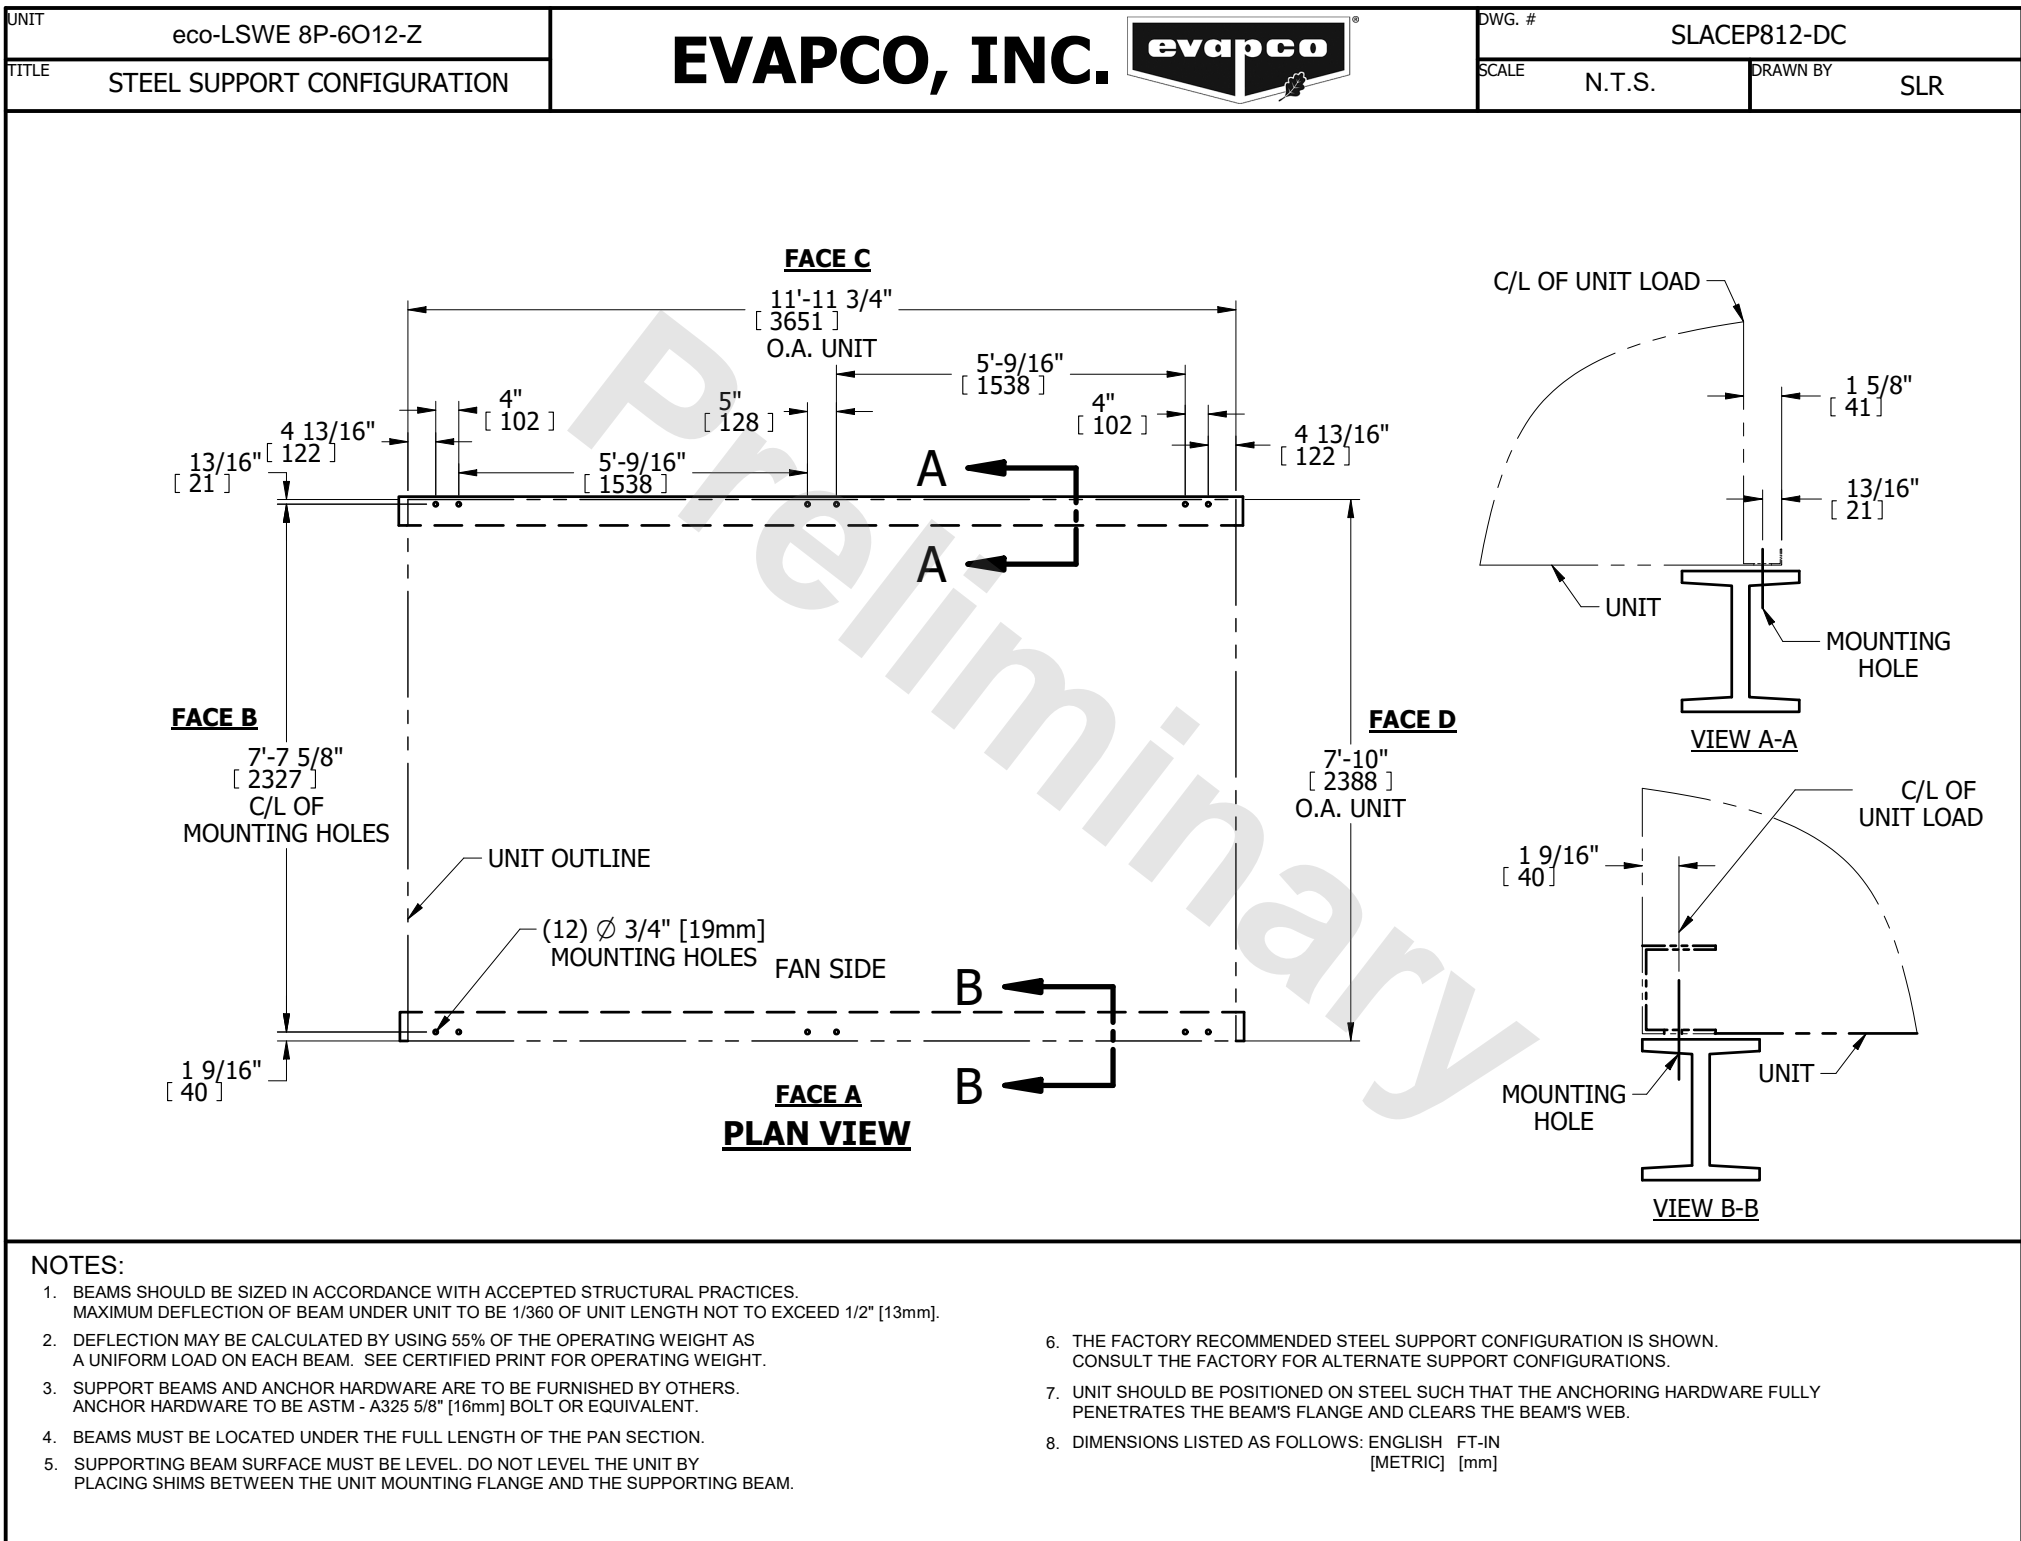 UNIT
eco-LSWE 8P-6O12-Z
TITLE
STEEL SUPPORT CONFIGURATION
EVAPCO, INC.
evapco
®
DWG. #
SLACEP812-DC
SCALE
N.T.S.
DRAWN BY
SLR
FACE C
11'-11 3/4"
[ 3651 ]
O.A. UNIT
5'-9/16"
[ 1538 ]
4"
[ 102 ]
5"
[ 128 ]
4"
[ 102 ]
4 13/16"
[ 122 ]
4 13/16"
[ 122 ]
13/16"
[ 21 ]
5'-9/16"
[ 1538 ]
A
A
FACE B
7'-7 5/8"
[ 2327 ]
C/L OF
MOUNTING HOLES
FACE D
7'-10"
[ 2388 ]
O.A. UNIT
UNIT OUTLINE
(12) Ø 3/4" [19mm]
MOUNTING HOLES
FAN SIDE
B
B
1 9/16"
[ 40 ]
FACE A
PLAN VIEW
C/L OF UNIT LOAD
1 5/8"
[ 41]
13/16"
[ 21]
UNIT
MOUNTING
HOLE
VIEW A-A
C/L OF
UNIT LOAD
1 9/16"
[ 40]
UNIT
MOUNTING
HOLE
VIEW B-B
Preliminary
NOTES:
1. BEAMS SHOULD BE SIZED IN ACCORDANCE WITH ACCEPTED STRUCTURAL PRACTICES.
MAXIMUM DEFLECTION OF BEAM UNDER UNIT TO BE 1/360 OF UNIT LENGTH NOT TO EXCEED 1/2" [13mm].
2. DEFLECTION MAY BE CALCULATED BY USING 55% OF THE OPERATING WEIGHT AS
A UNIFORM LOAD ON EACH BEAM. SEE CERTIFIED PRINT FOR OPERATING WEIGHT.
3. SUPPORT BEAMS AND ANCHOR HARDWARE ARE TO BE FURNISHED BY OTHERS.
ANCHOR HARDWARE TO BE ASTM - A325 5/8" [16mm] BOLT OR EQUIVALENT.
4. BEAMS MUST BE LOCATED UNDER THE FULL LENGTH OF THE PAN SECTION.
5. SUPPORTING BEAM SURFACE MUST BE LEVEL. DO NOT LEVEL THE UNIT BY
PLACING SHIMS BETWEEN THE UNIT MOUNTING FLANGE AND THE SUPPORTING BEAM.
6. THE FACTORY RECOMMENDED STEEL SUPPORT CONFIGURATION IS SHOWN.
CONSULT THE FACTORY FOR ALTERNATE SUPPORT CONFIGURATIONS.
7. UNIT SHOULD BE POSITIONED ON STEEL SUCH THAT THE ANCHORING HARDWARE FULLY
PENETRATES THE BEAM'S FLANGE AND CLEARS THE BEAM'S WEB.
8. DIMENSIONS LISTED AS FOLLOWS: ENGLISH FT-IN
[METRIC] [mm]